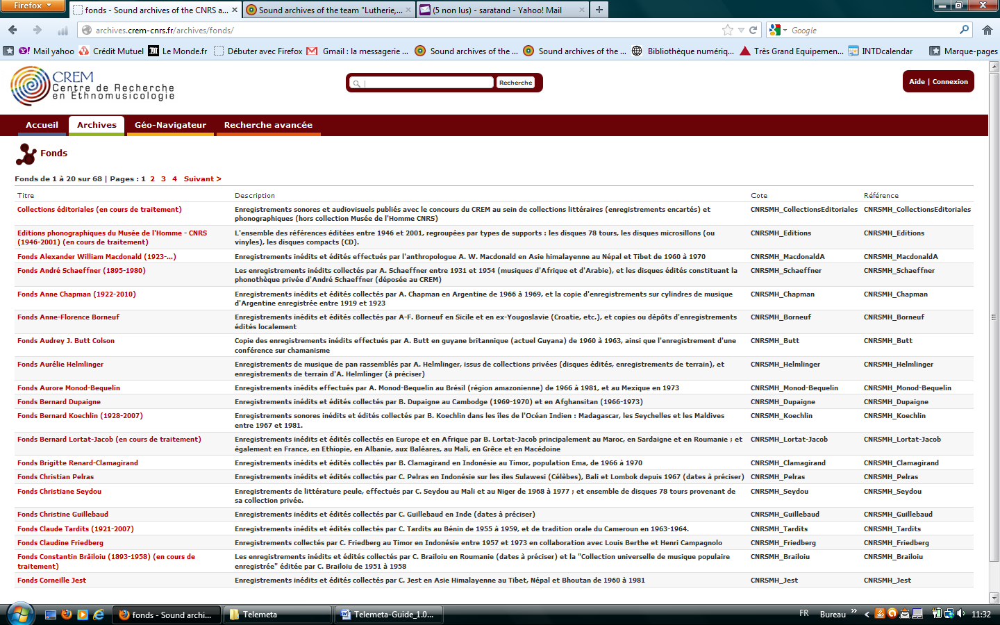 Firefox
fonds - Sound archives of the CNRS a...
Sound archives of the team "Lutherie,...
(5 non lus) - saratand - Yahoo! Mail
archives.crem-cnrs.fr/archives/fonds/
Google
Mail yahoo
Crédit Mutuel
Le Monde.fr
Débuter avec Firefox
Gmail : la messagerie ...
Sound archives of the ...
Sound archives of the ...
Bibliothèque numériq...
Très Grand Equipemen...
INTDcalendar
Marque-pages
CREM
Centre de Recherche
en Ethnomusicologie
Recherche
Aide | Connexion
Accueil
Archives
Géo-Navigateur
Recherche avancée
Fonds
Fonds de 1 à 20 sur 68 | Pages : 1 2 3 4 Suivant >
Titre Description Cote Référence
Collections éditoriales (en cours de traitement) Enregistrements sonores et audiovisuels publiés avec le concours du CREM au sein de collections littéraires (enregistrements encartés) et CNRSMH_CollectionsEditoriales CNRSMH_CollectionsEditoriales
phonographiques (hors collection Musée de l'Homme CNRS)
Editions phonographiques du Musée de l'Homme - CNRS L'ensemble des références éditées entre 1946 et 2001, regroupées par types de supports : les disques 78 tours, les disques microsillons (ou CNRSMH_Editions CNRSMH_Editions
(1946-2001) (en cours de traitement) vinyles), les disques compacts (CD).
Fonds Alexander William Macdonald (1923-...) Enregistrements inédits et édités effectués par l'anthropologue A. W. Macdonald en Asie himalayenne au Népal et Tibet de 1960 à 1970 CNRSMH_MacdonaldA CNRSMH_MacdonaldA
Fonds André Schaeffner (1895-1980) Les enregistrements inédits collectés par A. Schaeffner entre 1931 et 1954 (musiques d'Afrique et d'Arabie), et les disques édités constituant la CNRSMH_Schaeffner CNRSMH_Schaeffner
phonothèque privée d'André Schaeffner (déposée au CREM)
Fonds Anne Chapman (1922-2010) Enregistrements inédits et édités collectés par A. Chapman en Argentine de 1966 à 1969, et la copie d'enregistrements sur cylindres de musique CNRSMH_Chapman CNRSMH_Chapman
d'Argentine enregistrée entre 1919 et 1923
Fonds Anne-Florence Borneuf Enregistrements inédits et édités collectés par A-F. Borneuf en Sicile et en ex-Yougoslavie (Croatie, etc.), et copies ou dépôts d'enregistrements CNRSMH_Borneuf CNRSMH_Borneuf
édités localement
Fonds Audrey J. Butt Colson Copie des enregistrements inédits effectués par A. Butt en guyane britannique (actuel Guyana) de 1960 à 1963, ainsi que l'enregistrement d'une CNRSMH_Butt CNRSMH_Butt
conférence sur chamanisme
Fonds Aurélie Helmlinger Enregistrements de musique de pan rassemblés par A. Helmlinger, issus de collections privées (disques édités, enregistrements de terrain), et CNRSMH_Helmlinger CNRSMH_Helmlinger
enregistrements de terrain d'A. Helmlinger (à préciser)
Fonds Aurore Monod-Bequelin Enregistrements inédits effectués par A. Monod-Bequelin au Brésil (région amazonienne) de 1966 à 1981, et au Mexique en 1973 CNRSMH_Monod-Bequelin CNRSMH_Monod-Bequelin
Fonds Bernard Dupaigne Enregistrements inédits et édités collectés par B. Dupaigne au Cambodge (1969-1970) et en Afghansitan (1966-1973) CNRSMH_Dupaigne CNRSMH_Dupaigne
Fonds Bernard Koechlin (1928-2007) Enregistrements sonores inédits et édités collectés par B. Koechlin dans les îles de l'Océan Indien : Madagascar, les Seychelles et les Maldives CNRSMH_Koechlin CNRSMH_Koechlin
entre 1967 et 1981.
Fonds Bernard Lortat-Jacob (en cours de traitement) Enregistrements inédits et édités collectés en Europe et en Afrique par B. Lortat-Jacob principalement au Maroc, en Sardaigne et en Roumanie ; et CNRSMH_Lortat-Jacob CNRSMH_Lortat-Jacob
également en France, en Ethiopie, en Albanie, aux Baléares, au Mali, en Grêce et en Macédoine
Fonds Brigitte Renard-Clamagirand Enregistrements inédits et édités collectés par B. Clamagirand en Indonésie au Timor, population Ema, de 1966 à 1970 CNRSMH_Clamagirand CNRSMH_Clamagirand
Fonds Christian Pelras Enregistrements inédits et édités collectés par C. Pelras en Indonésie sur les iles Sulawesi (Célèbes), Bali et Lombok depuis 1967 (dates à préciser) CNRSMH_Pelras CNRSMH_Pelras
Fonds Christiane Seydou Enregistrements de littérature peule, effectués par C. Seydou au Mali et au Niger de 1968 à 1977 ; et ensemble de disques 78 tours provenant de CNRSMH_Seydou CNRSMH_Seydou
sa collection privée.
Fonds Christine Guillebaud Enregistrements inédits et édités collectés par C. Guillebaud en Inde (dates à préciser) CNRSMH_Guillebaud CNRSMH_Guillebaud
Fonds Claude Tardits (1921-2007) Enregistrements inédits et édités collectés par C. Tardits au Bénin de 1955 à 1959, et de tradition orale du Cameroun en 1963-1964. CNRSMH_Tardits CNRSMH_Tardits
Fonds Claudine Friedberg Enregistrements collectés par C. Friedberg au Timor en Indonésie entre 1957 et 1973 en collaboration avec Louis Berthe et Henri Campagnolo CNRSMH_Friedberg CNRSMH_Friedberg
Fonds Constantin Brăiloiu (1893-1958) (en cours de Les enregistrements inédits et édités collectés par C. Brailoiu en Roumanie (dates à préciser) et la "Collection universelle de musique populaire CNRSMH_Brailoiu CNRSMH_Brailoiu
traitement) enregistrée" éditée par C. Brailoiu de 1951 à 1958
Fonds Corneille Jest Enregistrements inédits et édités collectés par C. Jest en Asie Himalayenne au Tibet, Népal et Bhoutan de 1960 à 1981 CNRSMH_Jest CNRSMH_Jest
fonds - Sound archi...
Telemeta
Telemeta-Guide_1.0...
FR
Bureau
11:32